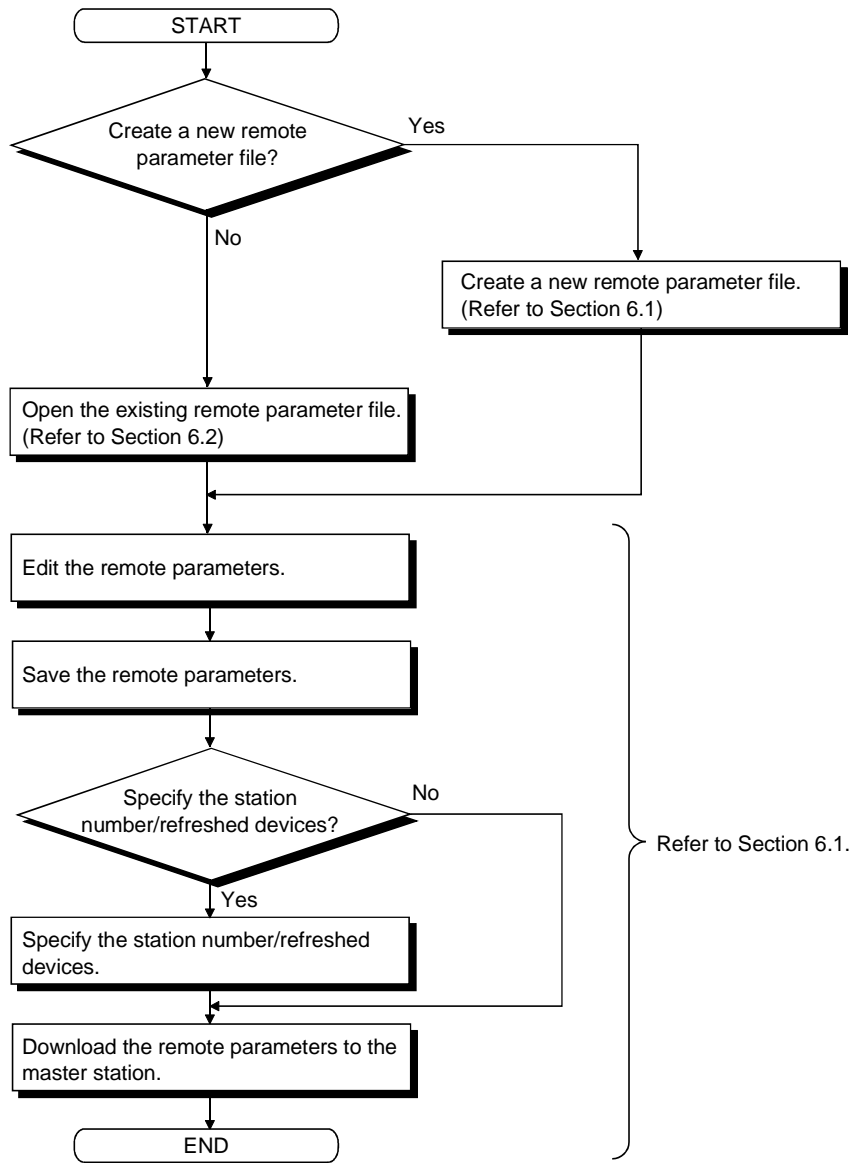 START
Create a new remote
parameter file?
Yes
No
Create a new remote parameter file.
(Refer to Section 6.1)
Open the existing remote parameter file.
(Refer to Section 6.2)
Edit the remote parameters.
Save the remote parameters.
Specify the station
number/refreshed devices?
No
Yes
Refer to Section 6.1.
Specify the station number/refreshed
devices.
Download the remote parameters to the
master station.
END